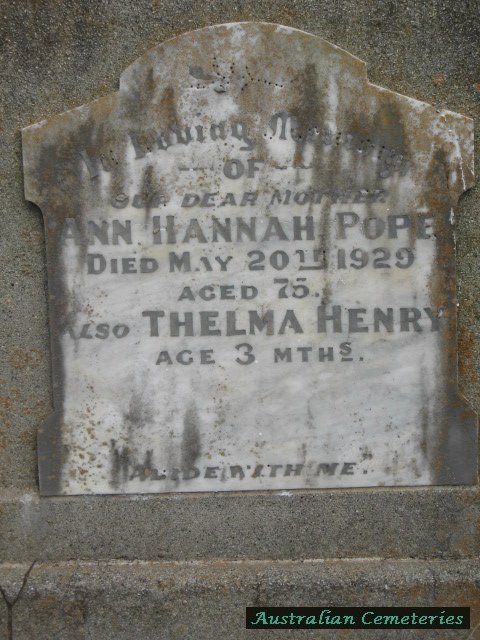 In Loving Memory
OF
OUR DEAR MOTHER
ANN HANNAH POPE
DIED MAY 20TH 1929
AGED 75.
ALSO THELMA HENRY
AGE 3 MTHS.
ABIDE WITH ME.
Australian Cemeteries